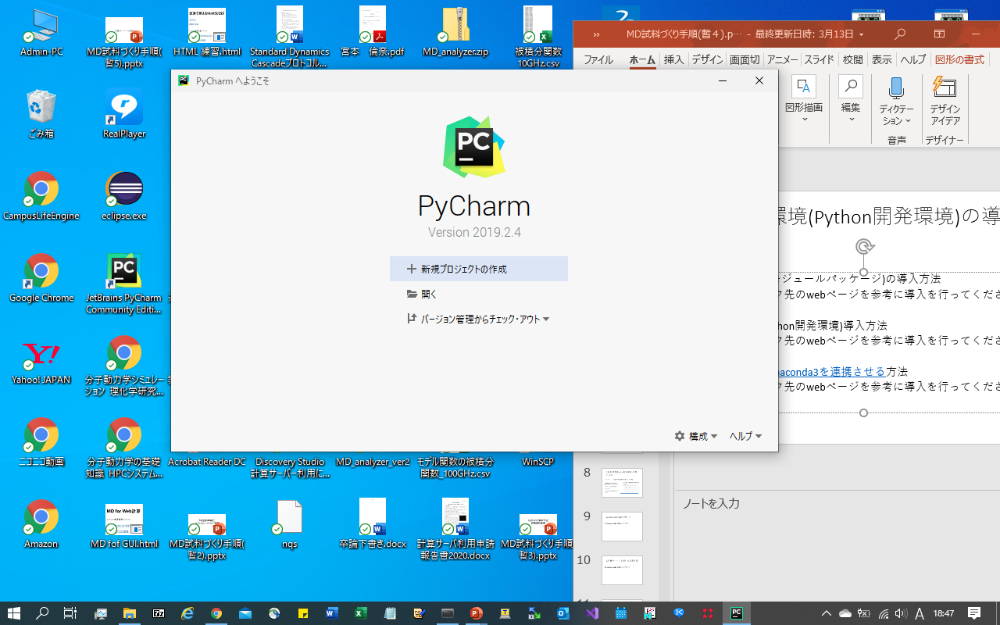 Admin-PC
MD試料づくり手順(
暫5).pptx
HTML 練習.html
Standard Dynamics
Cascadeプロトコル...
宮本 倫奈.pdf
MD_analyzer.zip
被積分関数
10GHz.csv
ごみ箱
RealPlayer
CampusLifeEngine
eclipse.exe
Google Chrome
JetBrains PyCharm
Community Editi...
Yahoo! JAPAN
分子動力学シミュレー
ション 理化学研究...
ニコニコ動画
分子動力学の基礎
知識 HPCシステム...
Acrobat Reader DC
Discovery Studio
計算サーバー利用に...
MD_analyzer_ver2
モデル関数の被積分
関数_100GHz.csv
WinSCP
Amazon
MD for Web計算
MD fof GUI.html
MD試料づくり手順(
暫2).pptx
nqs
卒論下書き.docx
計算サーバ利用申請
報告書2020.docx
MD試料づくり手順
暫3).pptx
PyCharm へようこそ
PC
PyCharm
Version 2019.2.4
新規プロジェクトの作成
開く
バージョン管理からチェック・アウト
構成
ヘルプ
» MD試料づくり手順(暫４).p... - 最終更新日時: 3月13日
ファイル ホーム 挿入 デザイン 画面切 アニメー スライド 校閲 表示 ヘルプ 図形の書式
図形描画
編集
ディクテー
ション
デザイン
アイデア
音声
デザイナー
環境(Python開発環境)の導
ージュールパッケージ)の導入方法
ク先のwebページを参考に導入を行ってくださ
hon開発環境)導入方法
ク先のwebページを参考に導入を行ってくださ
naconda3を連携させる方法
ク先のwebページを参考に導入を行ってくださ
8
9
10
ノートを入力
A
18:47